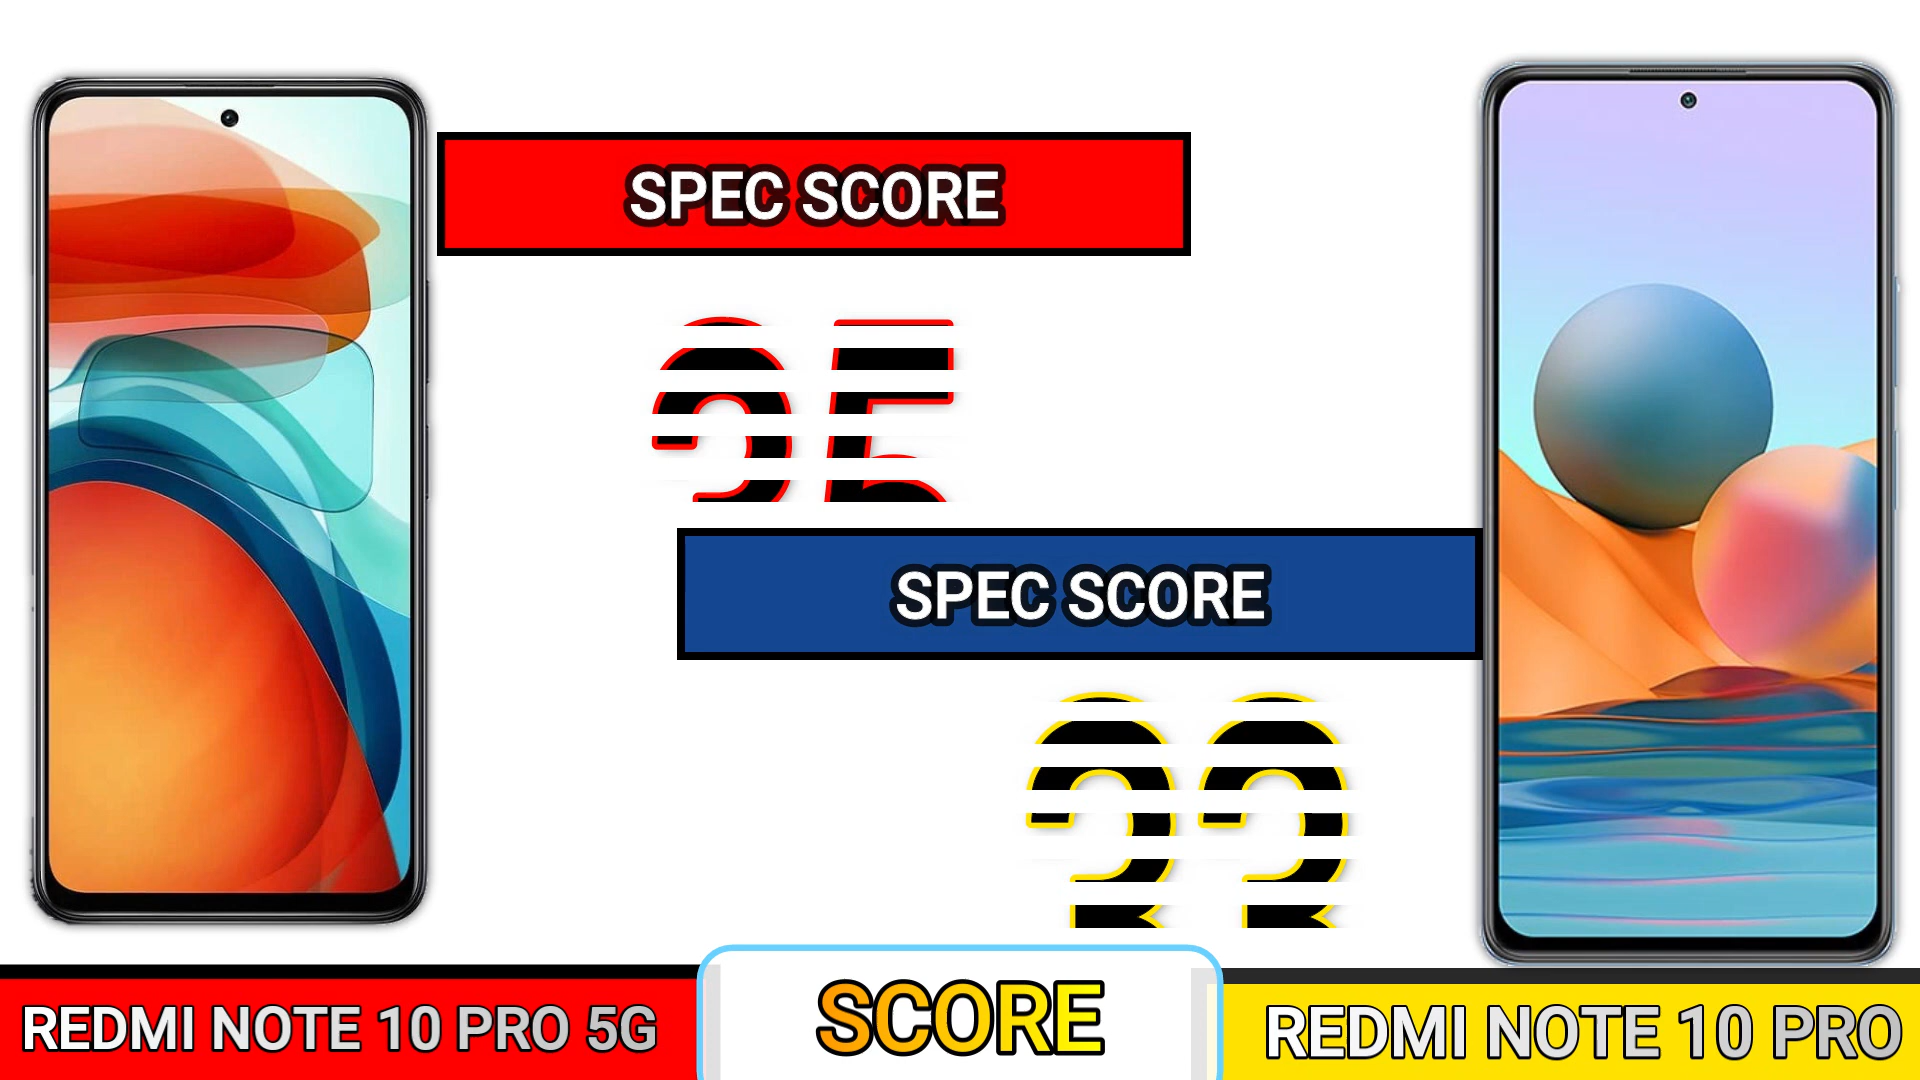 SPEC SCORE
SPEC SCORE
REDMI NOTE 10 PRO 5G
SCORE
REDMI NOTE 10 PRO